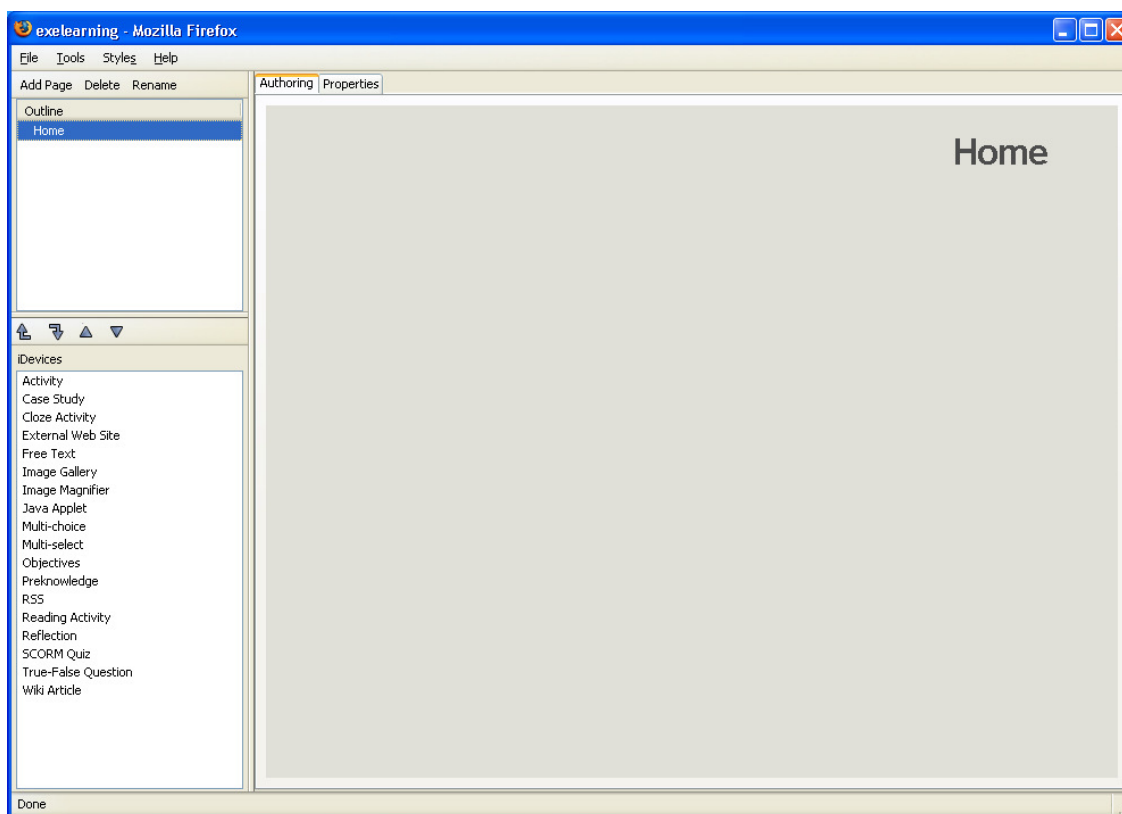 exelearning - Mozilla Firefox
File Tools Styles Help
Add Page Delete Rename
Outline
Home
iDevices
Activity
Case Study
Cloze Activity
External Web Site
Free Text
Image Gallery
Image Magnifier
Java Applet
Multi-choice
Multi-select
Objectives
Preknowledge
RSS
Reading Activity
Reflection
SCORM Quiz
True-False Question
Wiki Article
Authoring Properties
Home
Done